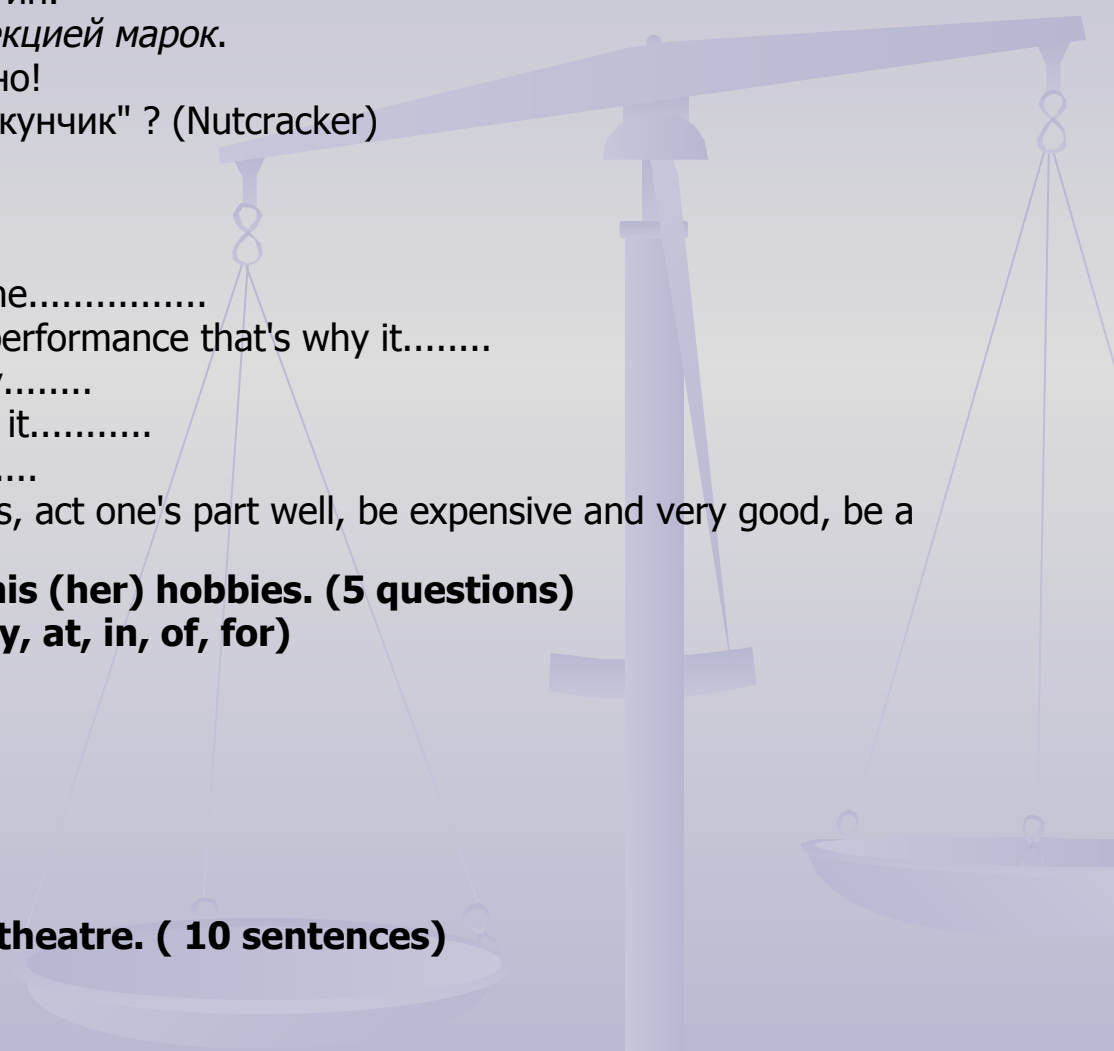 екцией марок.
но!
кунчик" ? (Nutcracker)
ne................
performance that's why it........
y........
it...........
....
s, act one's part well, be expensive and very good, be a
his (her) hobbies. (5 questions)
y, at, in, of, for)
theatre. ( 10 sentences)